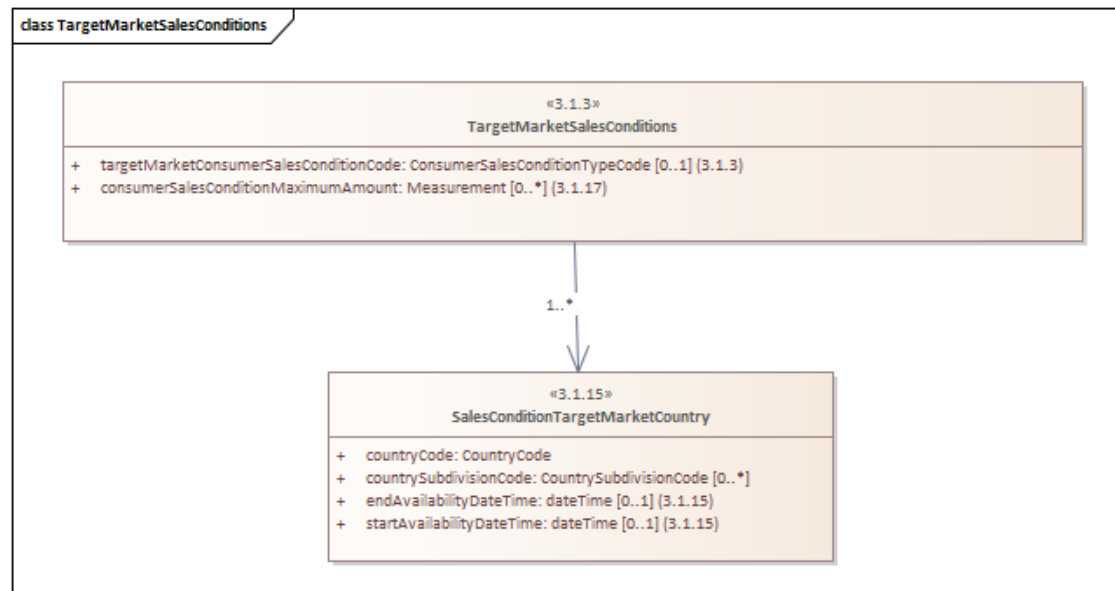 class TargetMarketSalesConditions
«3.1.3»
TargetMarketSalesConditions
+ targetMarketConsumerSalesConditionCode: ConsumerSalesConditionTypeCode [0..1] (3.1.3)
+ consumerSalesConditionMaximumAmount: Measurement [0..*] (3.1.17)
1..*
«3.1.15»
SalesConditionTargetMarketCountry
+ countryCode: CountryCode
+ countrySubdivisionCode: CountrySubdivisionCode [0..*]
+ endAvailabilityDateTime: dateTime [0..1] (3.1.15)
+ startAvailabilityDateTime: dateTime [0..1] (3.1.15)